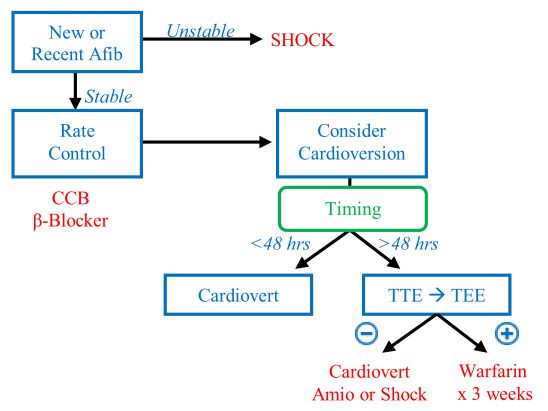 New or
Recent Afib
Unstable
SHOCK
Stable
Rate
Control
Consider
Cardioversion
CCB
β-Blocker
Timing
<48 hrs
>48 hrs
Cardiovert
TTE → TEE
−
+
Cardiovert
Amio or Shock
Warfarin
x 3 weeks